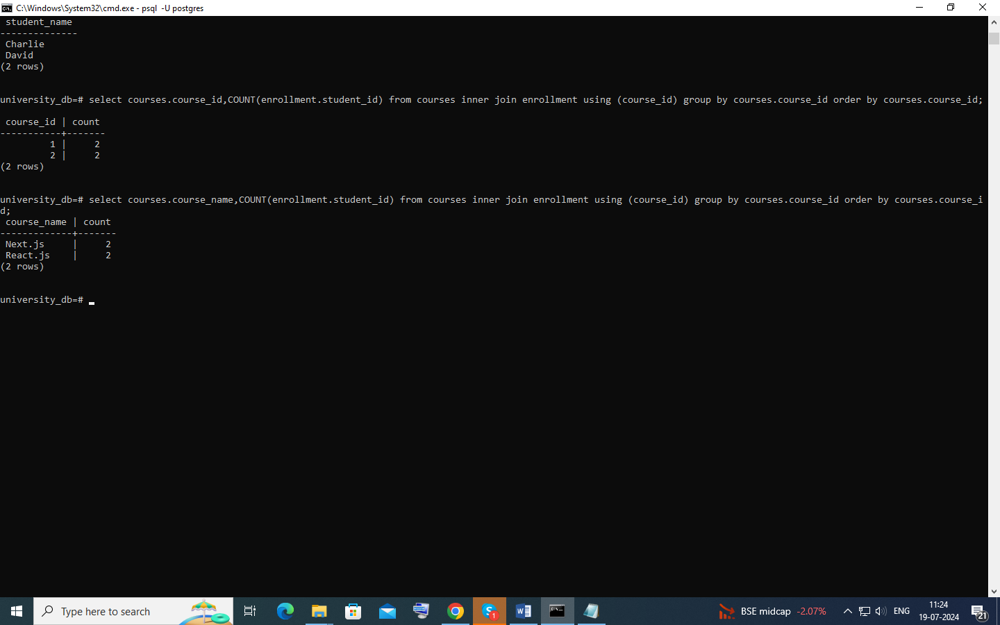 C:\Windows\System32\cmd.exe - psql  -U postgres
 student_name
--------------
 Charlie
 David
(2 rows)
university_db=# select courses.course_id,COUNT(enrollment.student_id) from courses inner join enrollment using (course_id) group by courses.course_id order by courses.course_id;
 course_id | count
-----------+-------
         1 |     2
         2 |     2
(2 rows)
university_db=# select courses.course_name,COUNT(enrollment.student_id) from courses inner join enrollment using (course_id) group by courses.course_id order by courses.course_i
d;
 course_name | count
-------------+-------
 Next.js     |     2
 React.js    |     2
(2 rows)
university_db=#
Type here to search
1
BSE midcap -2.07%
ENG
11:24
19-07-2024
21